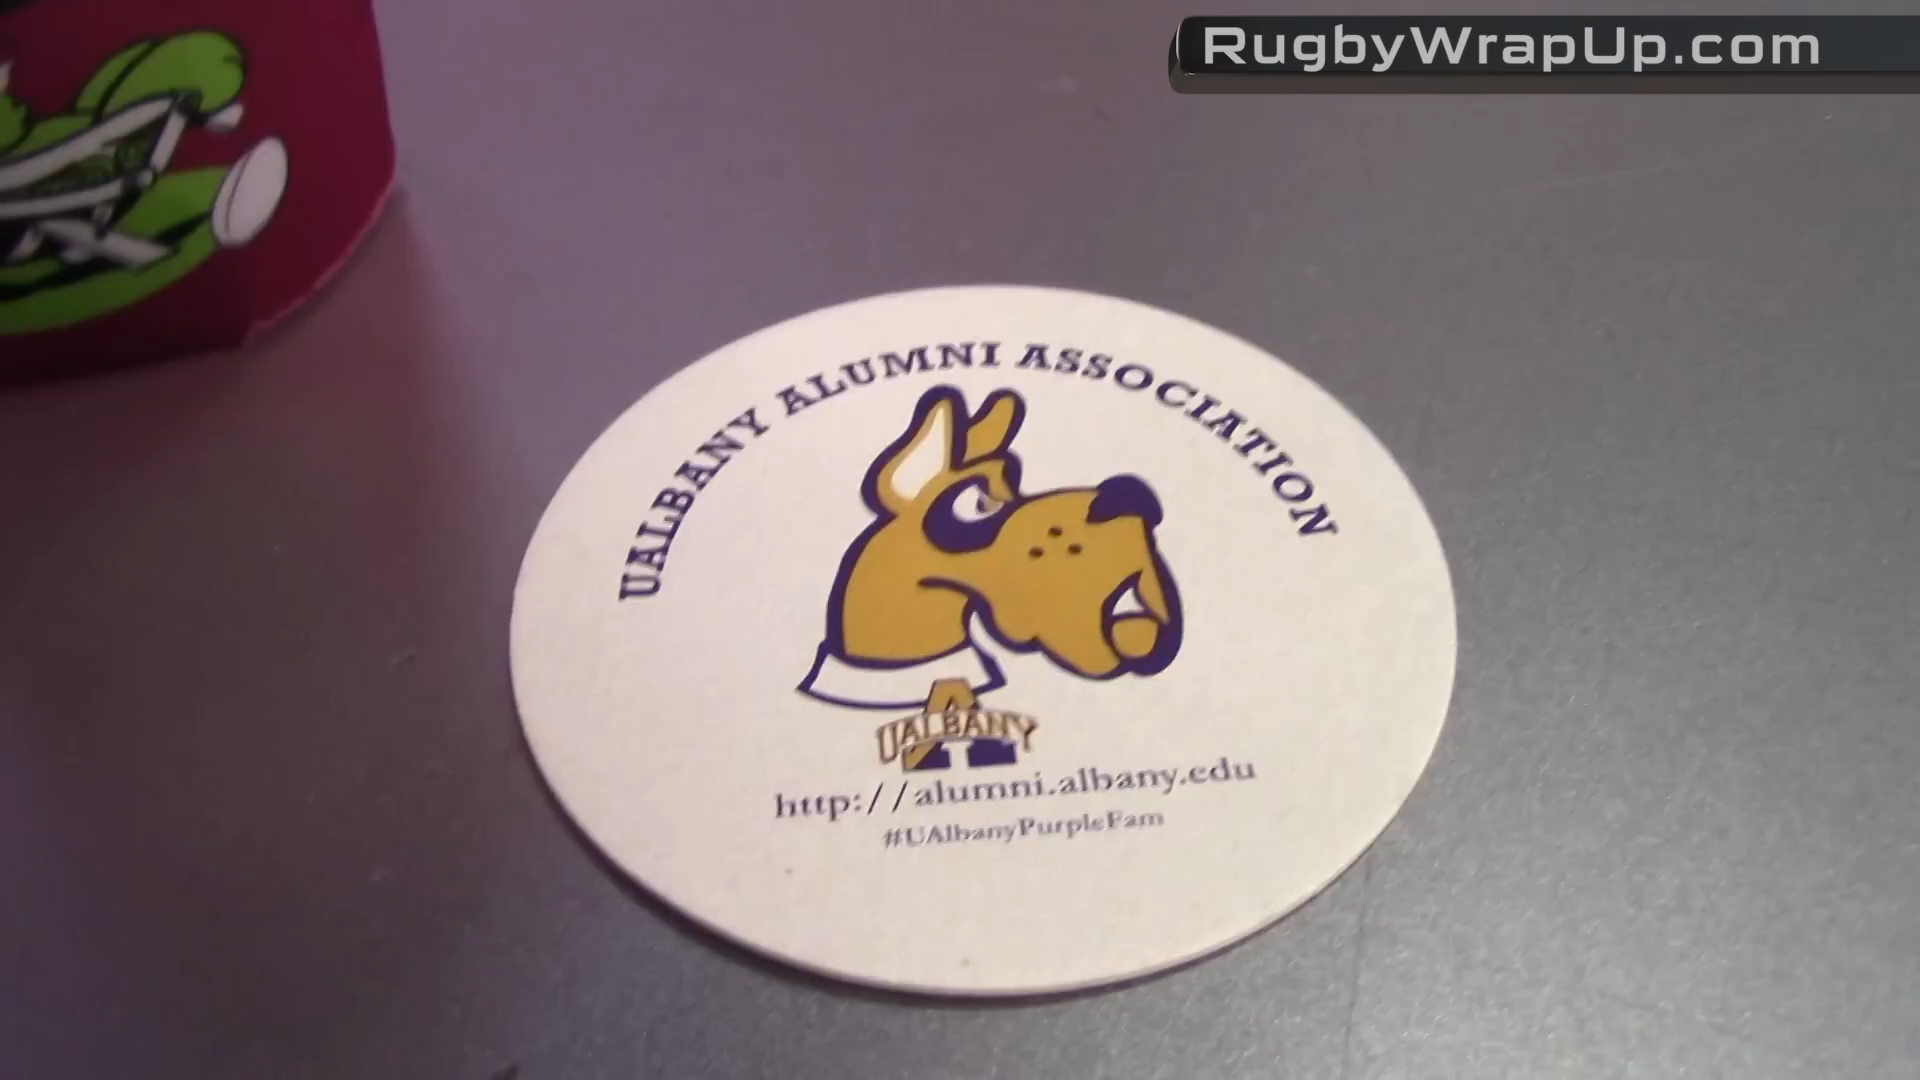 RugbyWrapUp.com
UALBANY ALUMNI ASSOCIATION
UALBANY
http://alumni.albany.edu
#UAlbanyPurpleFam